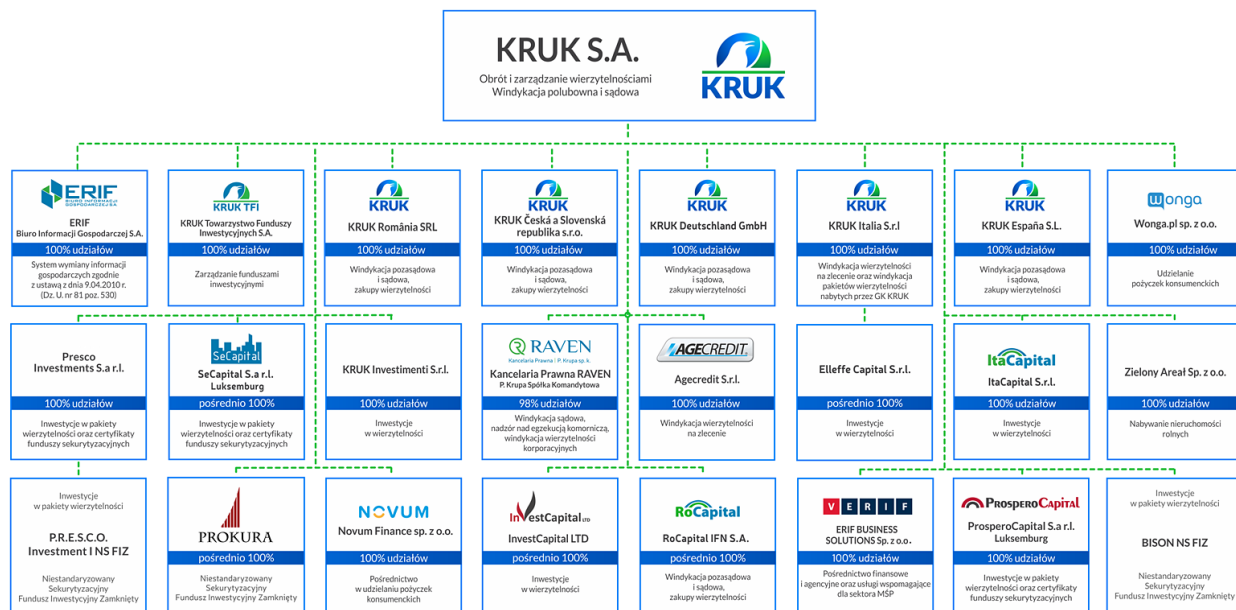 KRUK S.A.
Obrót i zarządzanie wierzytelnościami
Windykacja polubowna i sądowa
KRUK
ERIF
BIURO INFORMACJI
GOSPODARCZEJ SA
ERIF
Biuro Informacji Gospodarczej S.A.
100% udziałów
System wymiany informacji
gospodarczych zgodnie
z ustawą z dnia 9.04.2010 r.
(Dz. U. nr 81 poz. 530)
KRUK TFI
KRUK Towarzystwo Funduszy
Inwestycyjnych S.A.
100% udziałów
Zarządzanie funduszami
inwestycyjnymi
KRUK
KRUK România SRL
100% udziałów
Windykacja pozasądowa
i sądowa,
zakupy wierzytelności
KRUK
KRUK Česká a Slovenská
republika s.r.o.
100% udziałów
Windykacja pozasądowa
i sądowa,
zakupy wierzytelności
KRUK
KRUK Deutschland GmbH
100% udziałów
Windykacja pozasądowa
i sądowa,
zakupy wierzytelności
KRUK
KRUK Italia S.r.l
100% udziałów
Windykacja wierzytelności
na zlecenie oraz windykacja
pakietów wierzytelności
nabytych przez GK KRUK
KRUK
KRUK España S.L.
100% udziałów
Windykacja pozasądowa
i sądowa,
zakupy wierzytelności
wonga
Wonga.pl sp. z o.o.
100% udziałów
Udzielanie
pożyczek konsumenckich
Presco
Investments S.a r.l.
100% udziałów
Inwestycje w pakiety
wierzytelności oraz certyfikaty
funduszy sekurytyzacyjnych
SeCapital
SeCapital S.a r.l.
Luksemburg
pośrednio 100%
Inwestycje w pakiety
wierzytelności oraz certyfikaty
funduszy sekurytyzacyjnych
KRUK Investimenti S.r.l.
100% udziałów
Inwestycje
w wierzytelności
RAVEN
Kancelaria Prawna | P. Krupa sp. k.
Kancelaria Prawna RAVEN
P. Krupa Spółka Komandytowa
98% udziałów
Windykacja sądowa,
nadzór nad egzekucją komorniczą,
windykacja wierzytelności
korporacyjnych
AGECREDIT
Agecredit S.r.l.
100% udziałów
Windykacja wierzytelności
na zlecenie
Elleffe Capital S.r.l.
pośrednio 100%
Inwestycje
w wierzytelności
ItaCapital
ItaCapital S.r.l.
100% udziałów
Inwestycje
w wierzytelności
Zielony Areał Sp. z o.o.
100% udziałów
Nabywanie nieruchomości
rolnych
Inwestycje
w pakiety wierzytelności
P.R.E.S.C.O.
Investment I NS FIZ
Niestandaryzowany
Sekurytyzacyjny
Fundusz Inwestycyjny Zamknięty
PROKURA
pośrednio 100%
Niestandaryzowany
Sekurytyzacyjny
Fundusz Inwestycyjny Zamknięty
NOVUM
Novum Finance sp. z o.o.
100% udziałów
Pośrednictwo
w udzielaniu pożyczek
konsumenckich
InvestCapital LTD
InvestCapital LTD
pośrednio 100%
Inwestycje
w wierzytelności
RoCapital
RoCapital IFN S.A.
pośrednio 100%
Windykacja pozasądowa
i sądowa,
zakupy wierzytelności
VERIF
ERIF BUSINESS
SOLUTIONS Sp. z o.o.
100% udziałów
Pośrednictwo finansowe
i agencyjne oraz usługi wspomagające
dla sektora MŚP
PROSPEROCAPITAL
ProsperoCapital S.a r.l.
Luksemburg
100% udziałów
Inwestycje w pakiety
wierzytelności oraz certyfikaty
funduszy sekurytyzacyjnych
Inwestycje
w pakiety wierzytelności
BISON NS FIZ
Niestandaryzowany
Sekurytyzacyjny
Fundusz Inwestycyjny Zamknięty